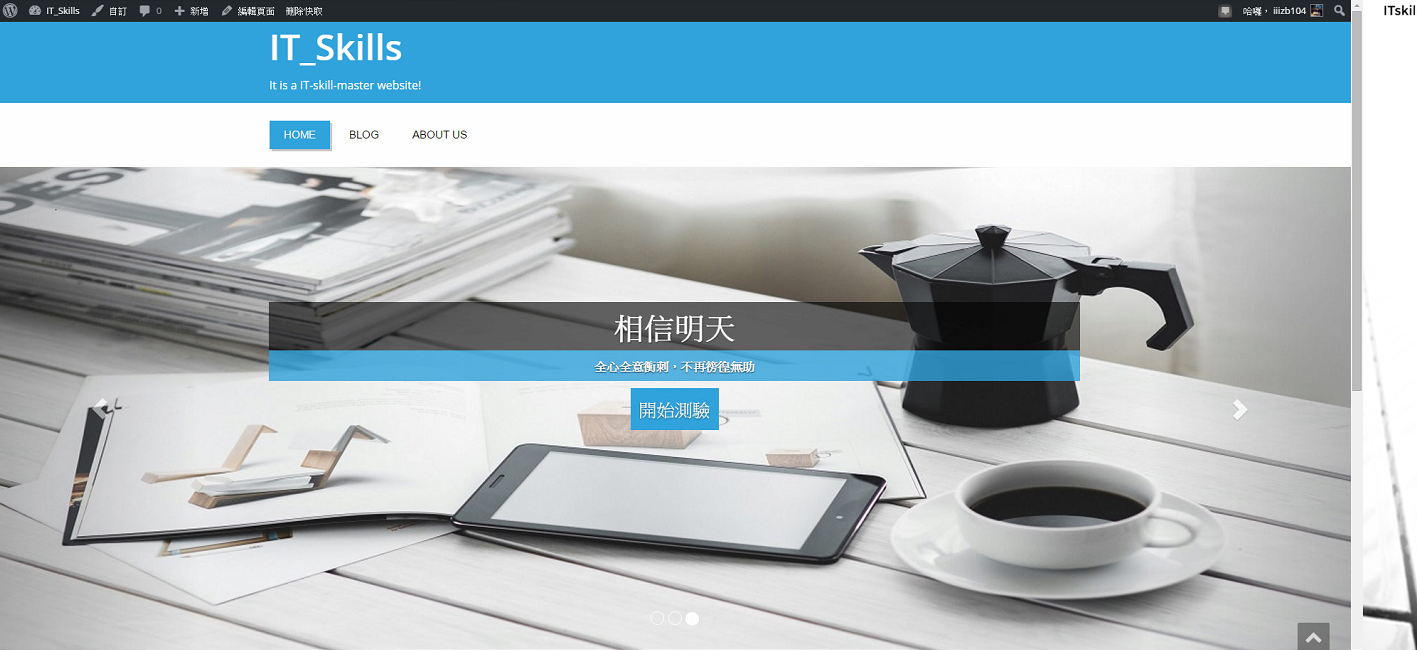 IT_Skills 自訂 0 新增 編輯頁面 刪除快取 哈囉， iiizb104
ITskil
IT_Skills
It is a IT-skill-master website!
HOME BLOG ABOUT US
DES
相信明天
全心全意衝刺，不再徬徨無助
開始測驗